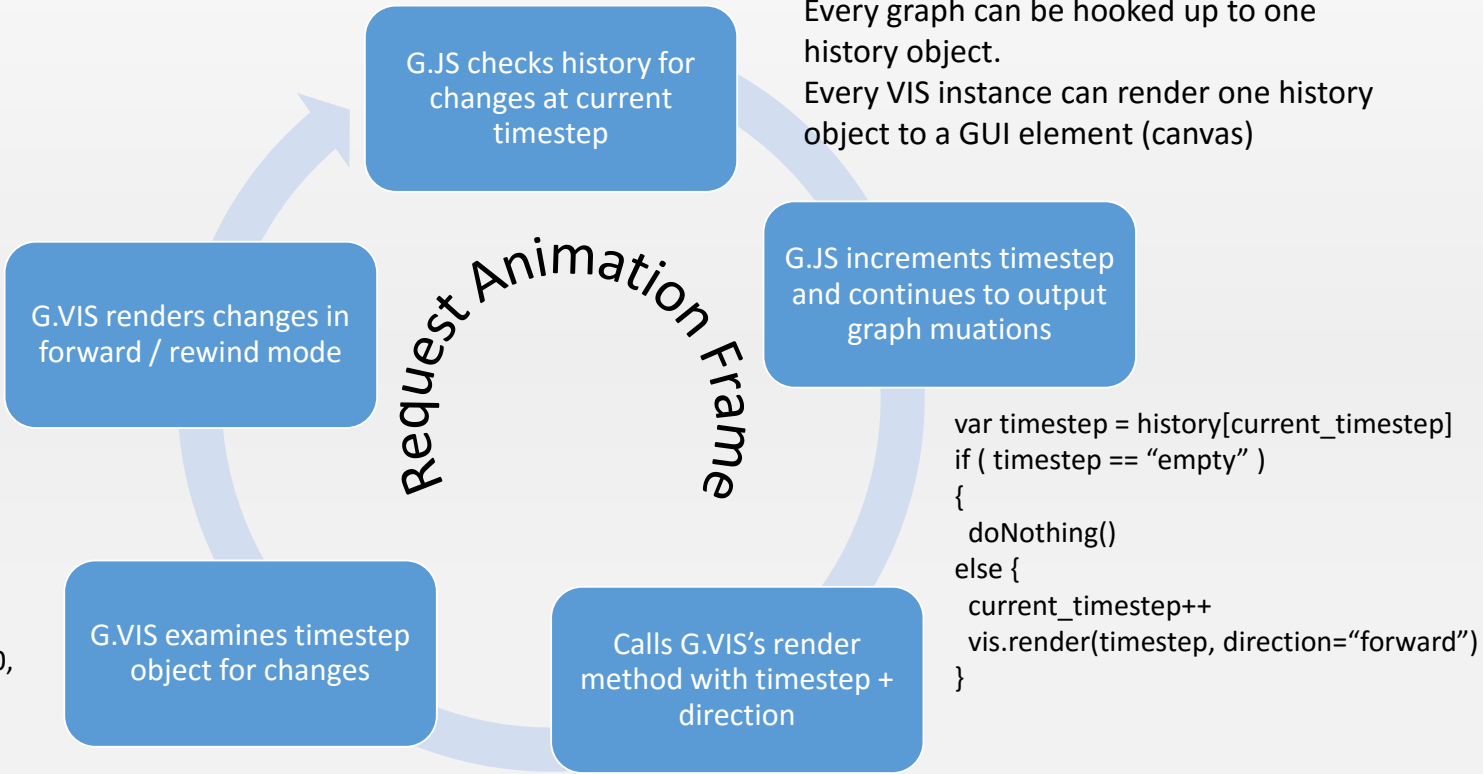 Every graph can be hooked up to one
history object.
Every VIS instance can render one history
object to a GUI element (canvas)
G.JS checks history for
changes at current
timestep
G.JS increments timestep
and continues to output
graph muations
Calls G.VIS’s render
method with timestep +
direction
G.VIS examines timestep
object for changes
G.VIS renders changes in
forward / rewind mode
Request Animation Frame
var timestep = history[current_timestep]
if ( timestep == “empty” )
{
doNothing()
else {
current_timestep++
vis.render(timestep, direction=“forward”)
}